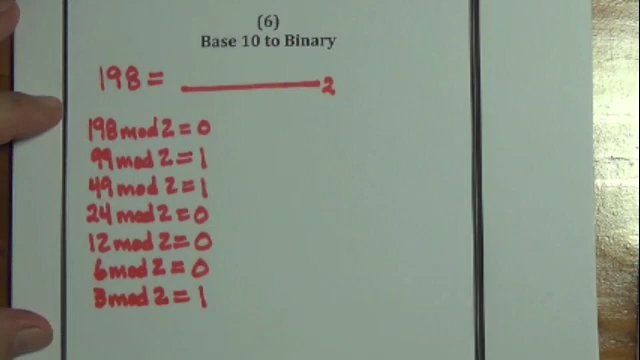 (6)
Base 10 to Binary
198 = ________ 2
198 mod 2 = 0
99 mod 2 = 1
49 mod 2 = 1
24 mod 2 = 0
12 mod 2 = 0
6 mod 2 = 0
3 mod 2 = 1